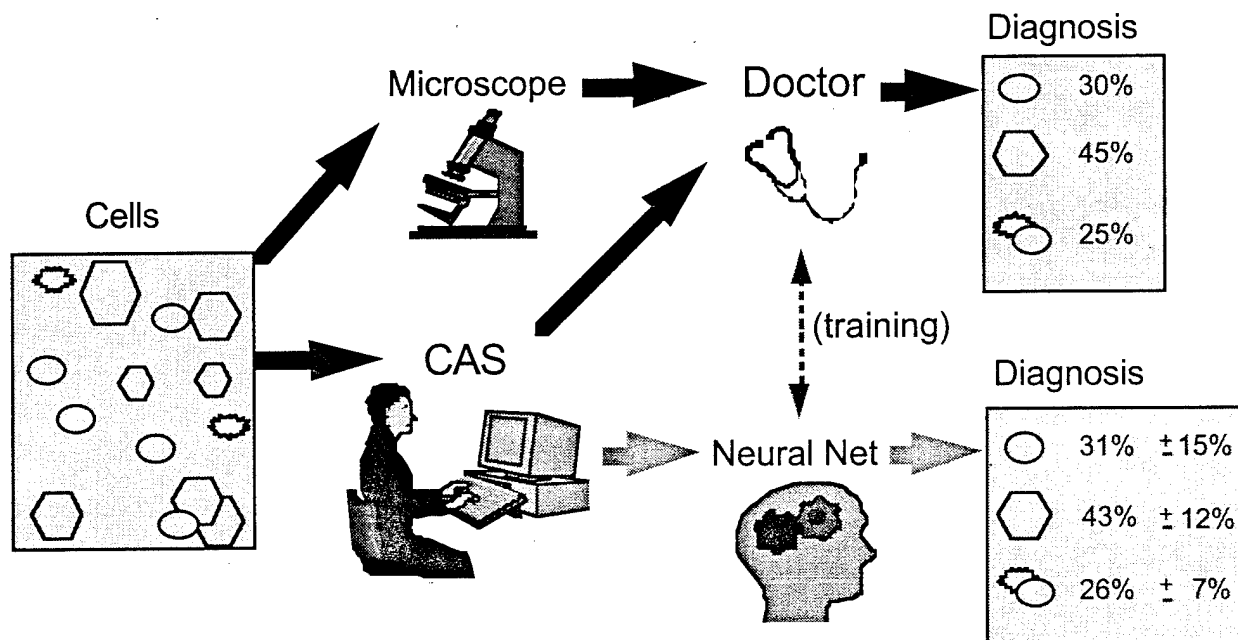 Diagnosis
Microscope
Doctor
30%
45%
25%
Cells
CAS
(training)
Neural Net
Diagnosis
31% ±15%
43% ±12%
26% ± 7%